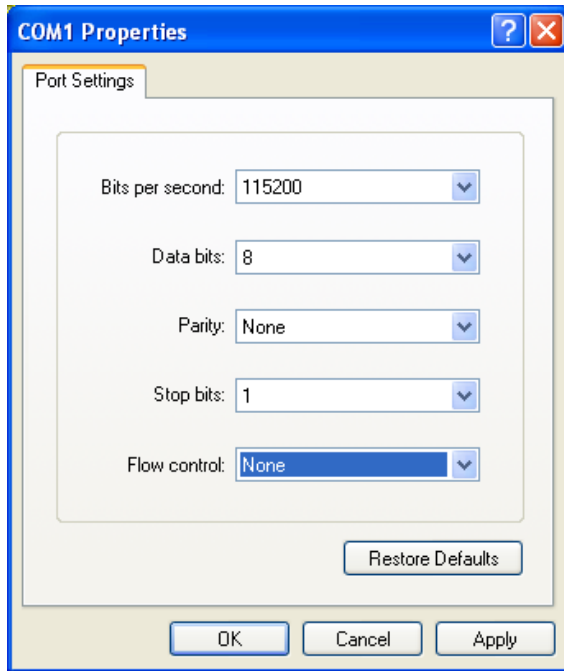 COM1 Properties
Port Settings
Bits per second: 115200
Data bits: 8
Parity: None
Stop bits: 1
Flow control: None
Restore Defaults
OK Cancel Apply